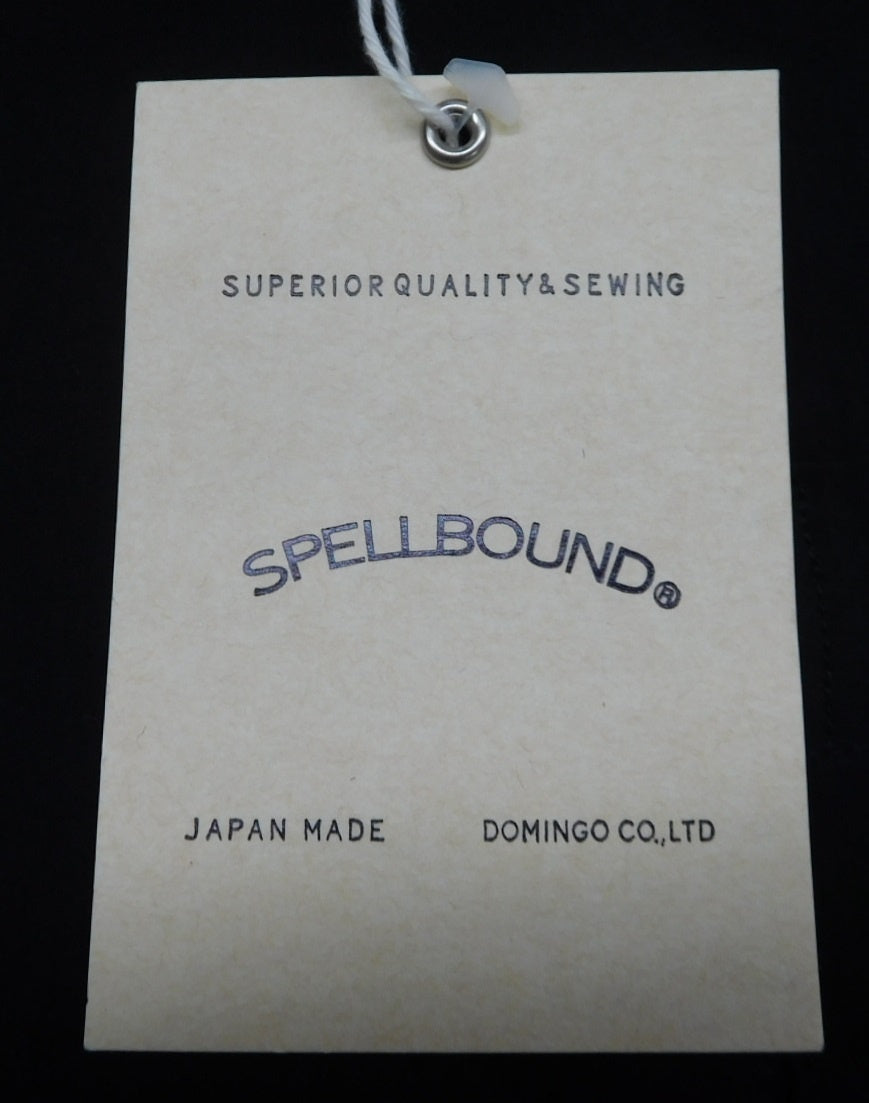 SUPERIOR QUALITY & SEWING
SPELLBOUND®
JAPAN MADE
DOMINGO CO.,LTD